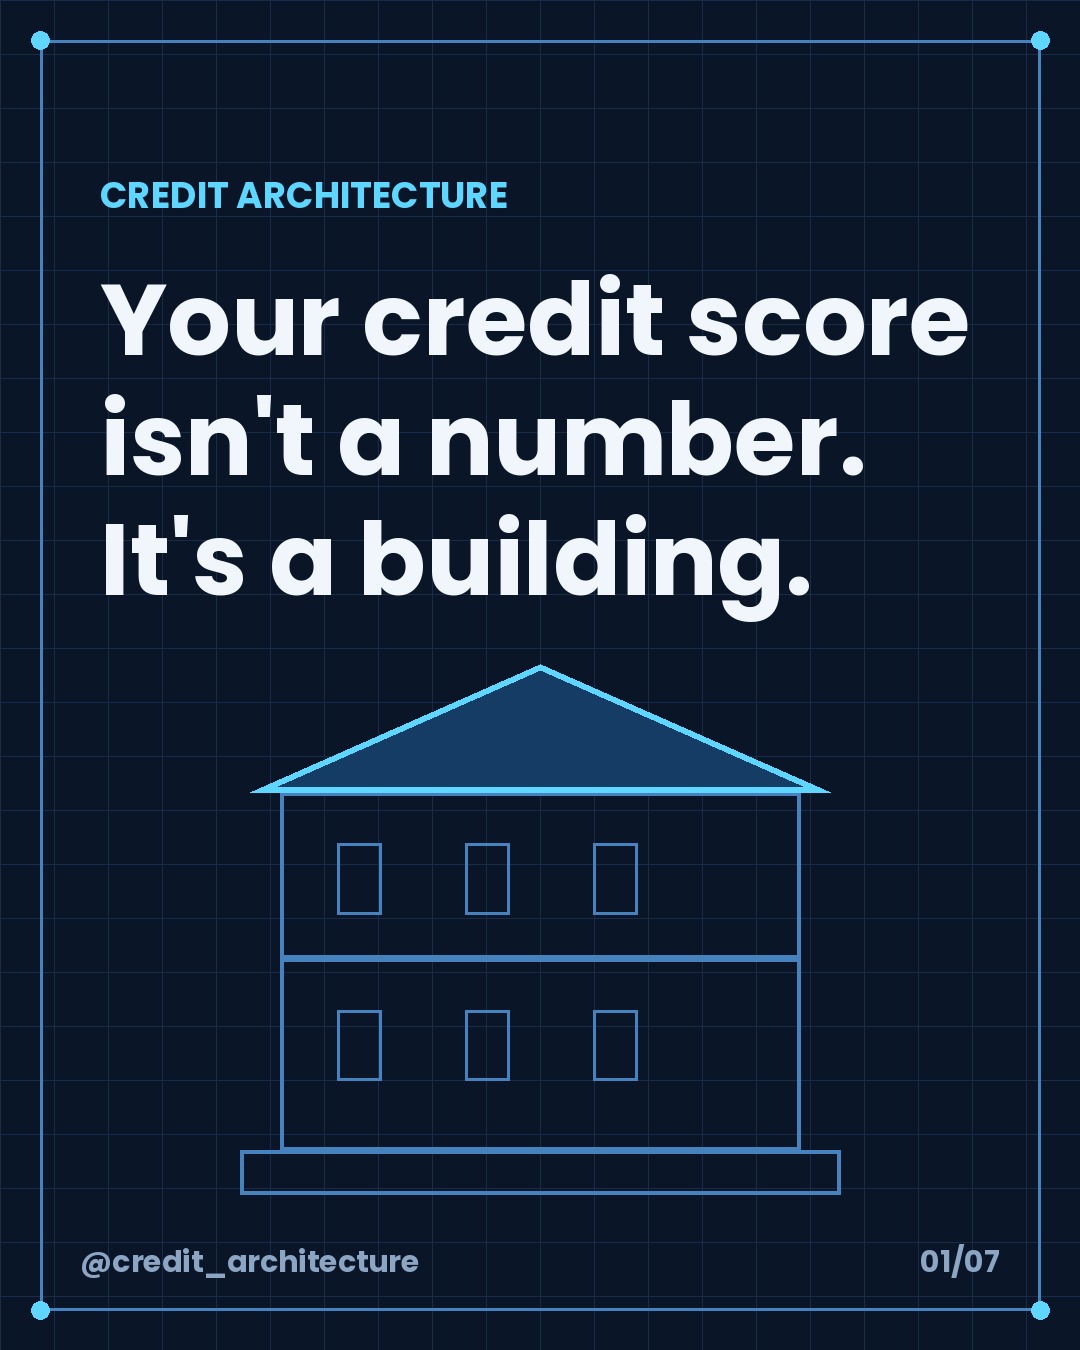 CREDIT ARCHITECTURE
Your credit score
isn't a number.
It's a building.
@credit_architecture
01/07